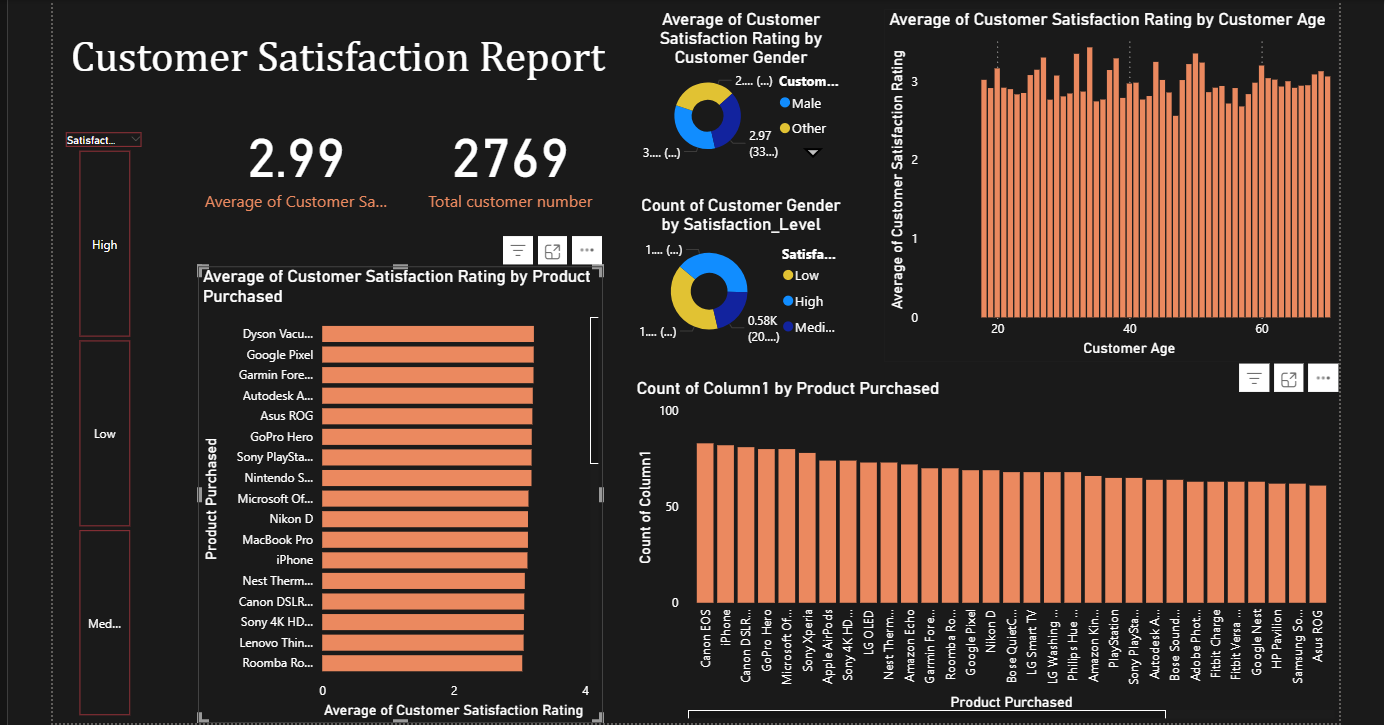 Customer Satisfaction Report
Satisfact...
High
Low
Med...
2.99
Average of Customer Sa...
2769
Total customer number
Average of Customer Satisfaction Rating by Product
Purchased
Product Purchased
Dyson Vacu...
Google Pixel
Garmin Fore...
Autodesk A...
Asus ROG
GoPro Hero
Sony PlaySta...
Nintendo S...
Microsoft Of...
Nikon D
MacBook Pro
iPhone
Nest Therm...
Canon DSLR...
Sony 4K HD...
Lenovo Thin...
Roomba Ro...
0
2
4
Average of Customer Satisfaction Rating
Average of Customer
Satisfaction Rating by
Customer Gender
2.... (...)
2.97
(33...)
3.... (...)
Custom...
Male
Other
Count of Customer Gender
by Satisfaction_Level
1.... (...)
0.58K
(20....)
1.... (...)
Satisfa...
Low
High
Medi...
Average of Customer Satisfaction Rating by Customer Age
Average of Customer Satisfaction Rating
3
2
1
0
20
40
60
Customer Age
Count of Column1 by Product Purchased
Count of Column1
100
50
0
Canon EOS
iPhone
Canon DSLR...
GoPro Hero
Microsoft Of...
Sony Xperia
Apple AirPods
Sony 4K HD...
LG OLED
Nest Therm...
Amazon Echo
Garmin Fore...
Roomba Ro...
Google Pixel
Nikon D
Bose QuietC...
LG Smart TV
LG Washing ...
Philips Hue ...
Amazon Kin...
PlayStation
Sony PlaySta...
Autodesk A...
Bose Sound...
Adobe Phot...
Fitbit Charge
Fitbit Versa ...
Google Nest
HP Pavilion
Samsung So...
Asus ROG
Product Purchased